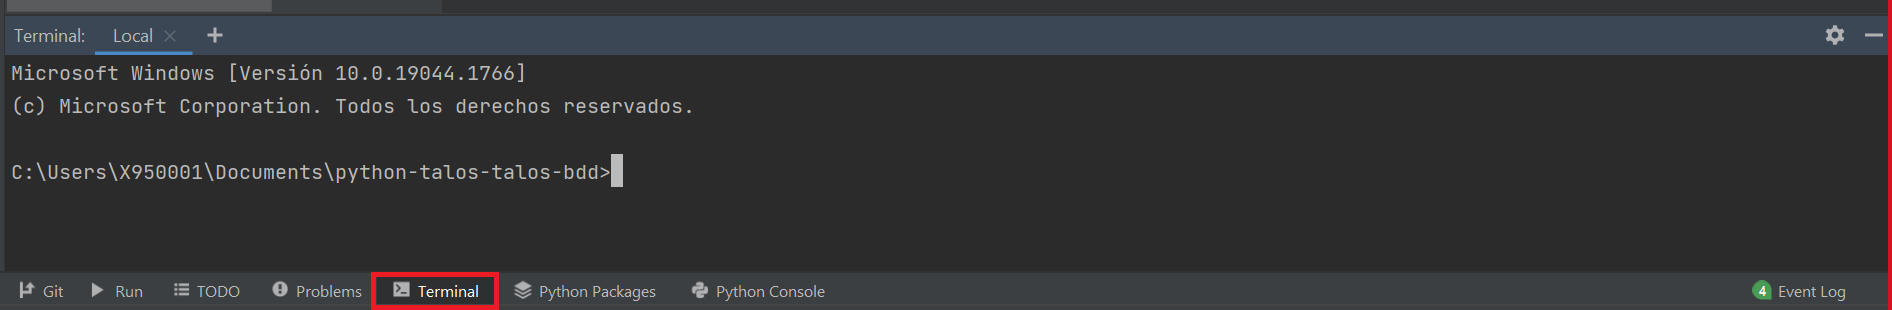 Terminal: Local
Microsoft Windows [Versión 10.0.19044.1766]
(c) Microsoft Corporation. Todos los derechos reservados.
C:\Users\X950001\Documents\python-talos-talos-bdd>
Git Run TODO Problems Terminal Python Packages Python Console 4 Event Log